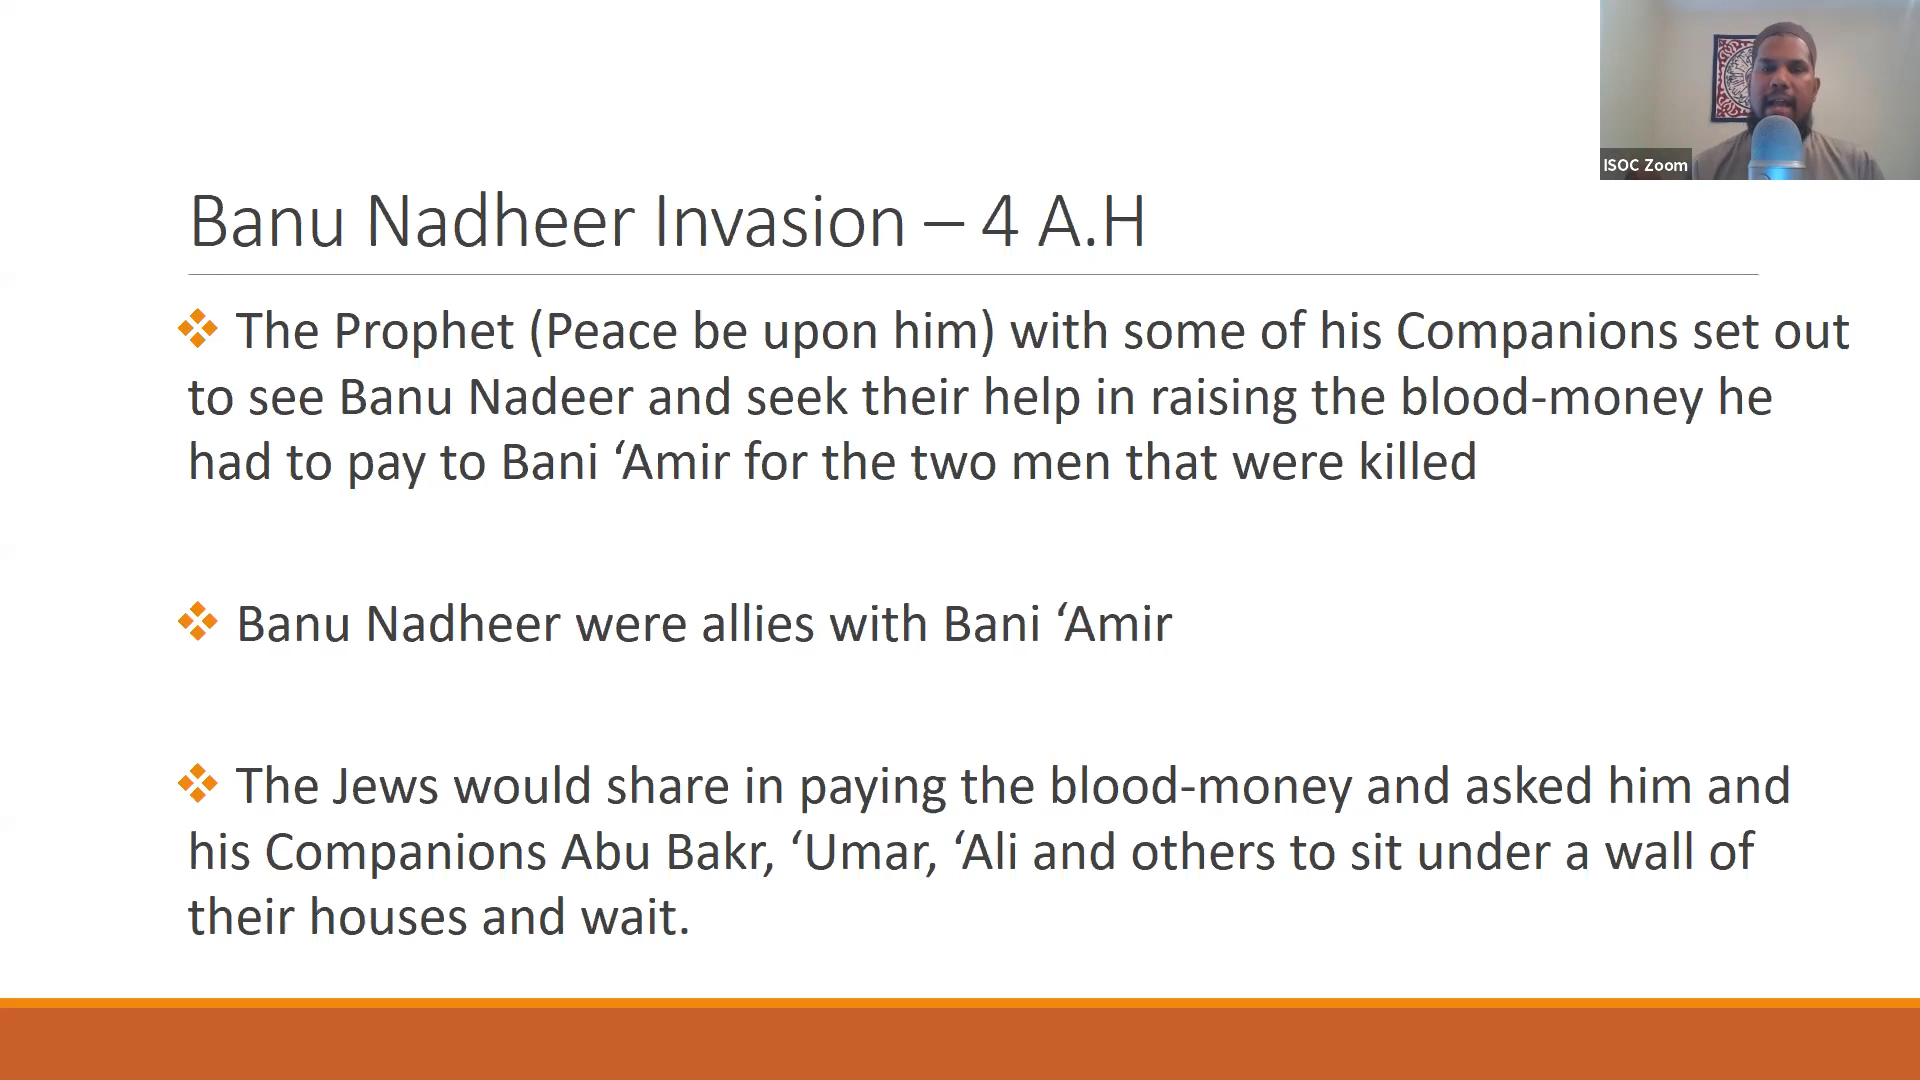 ISOC Zoom
Banu Nadheer Invasion – 4 A.H
❖ The Prophet (Peace be upon him) with some of his Companions set out
to see Banu Nadeer and seek their help in raising the blood-money he
had to pay to Bani ‘Amir for the two men that were killed
❖ Banu Nadheer were allies with Bani ‘Amir
❖ The Jews would share in paying the blood-money and asked him and
his Companions Abu Bakr, ‘Umar, ‘Ali and others to sit under a wall of
their houses and wait.